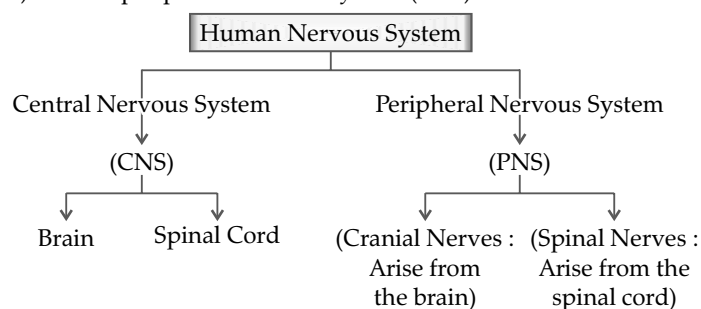 Human Nervous System
Central Nervous System
Peripheral Nervous System
(CNS)
(PNS)
Brain
Spinal Cord
(Cranial Nerves :
Arise from
the brain)
(Spinal Nerves :
Arise from the
spinal cord)